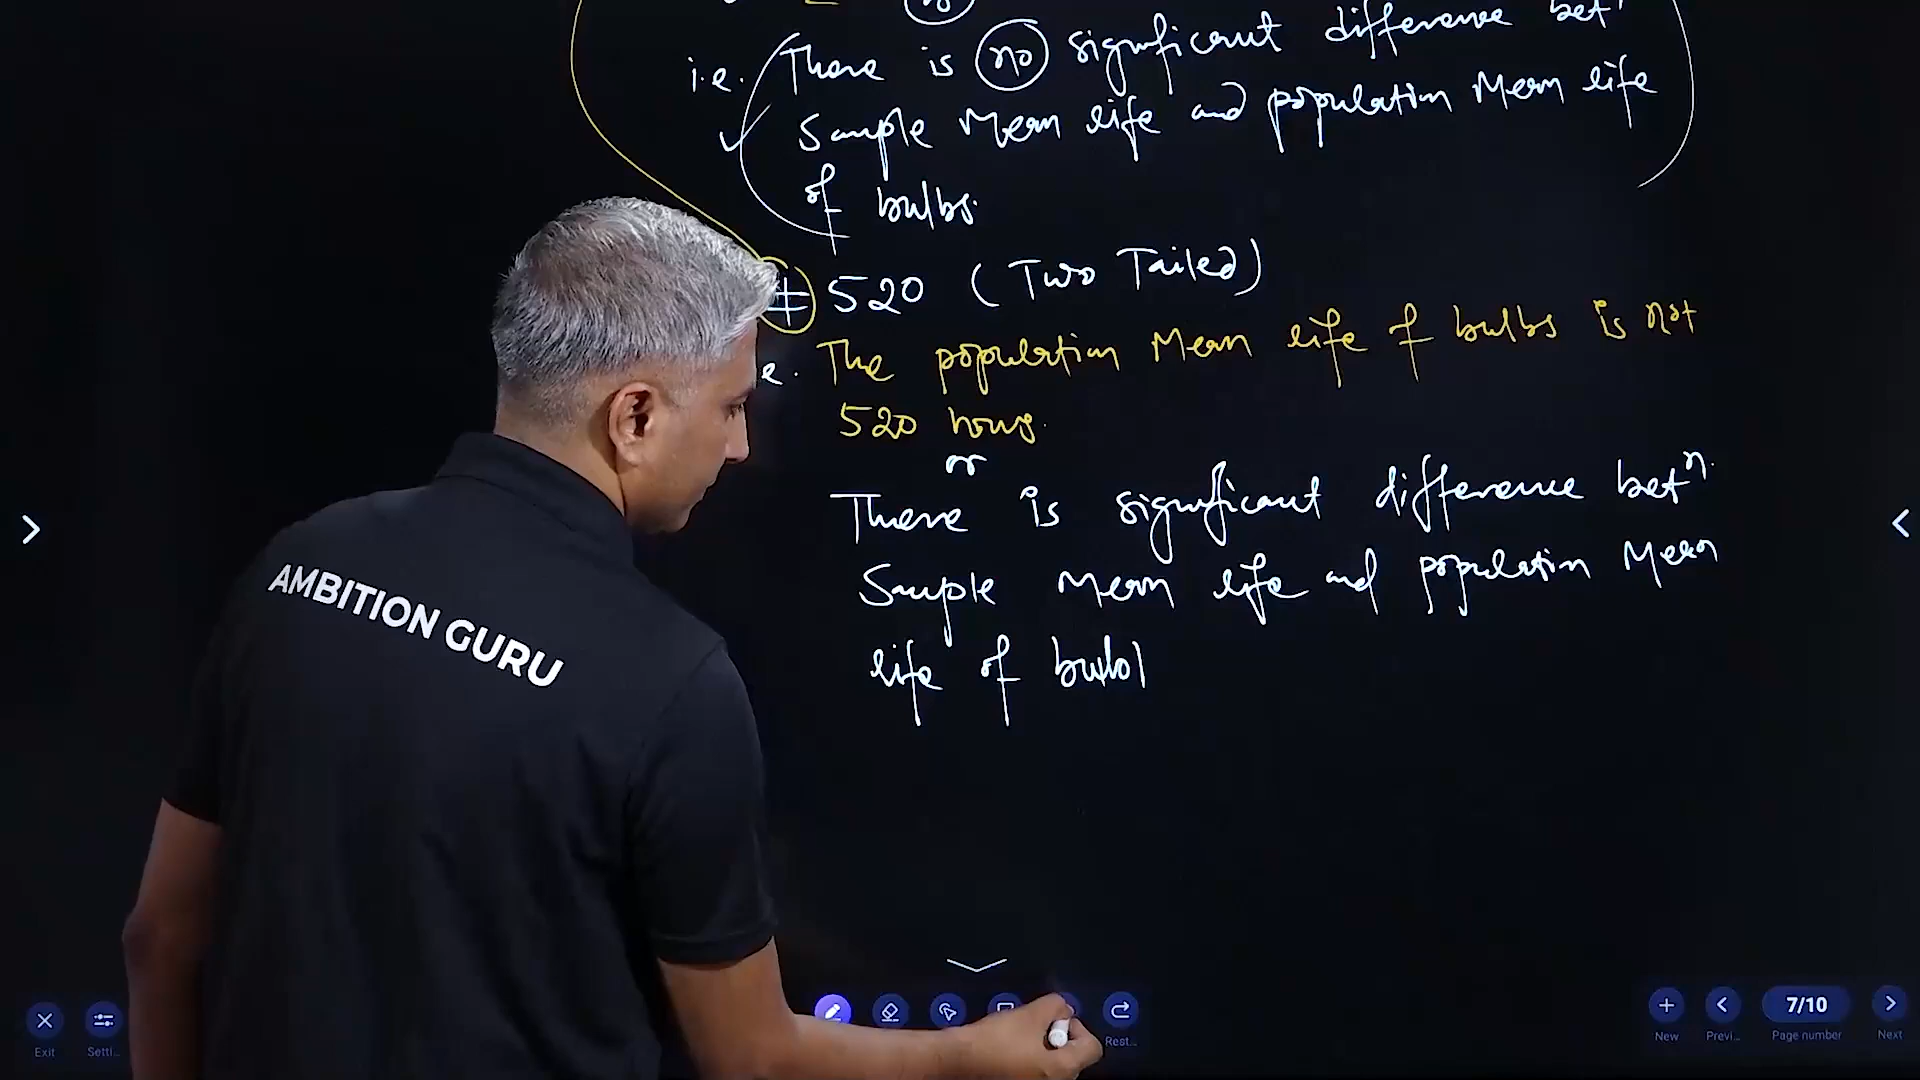 i.e. There is no significant difference betn
Sample Mean life and population Mean life
of bulbs.
≠ 520 (Two Tailed)
e. The population Mean life of bulbs is not
520 hours.
or
There is significant difference betn.
Sample Mean life and population Mean
life of bulb
AMBITION GURU
Exit
Setti...
Rest...
New
Previ...
7/10
Page number
Next